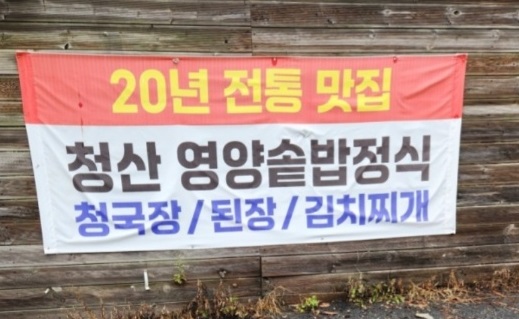 20년 전통 맛집
청산 영양솥밥정식
청국장/된장/김치찌개